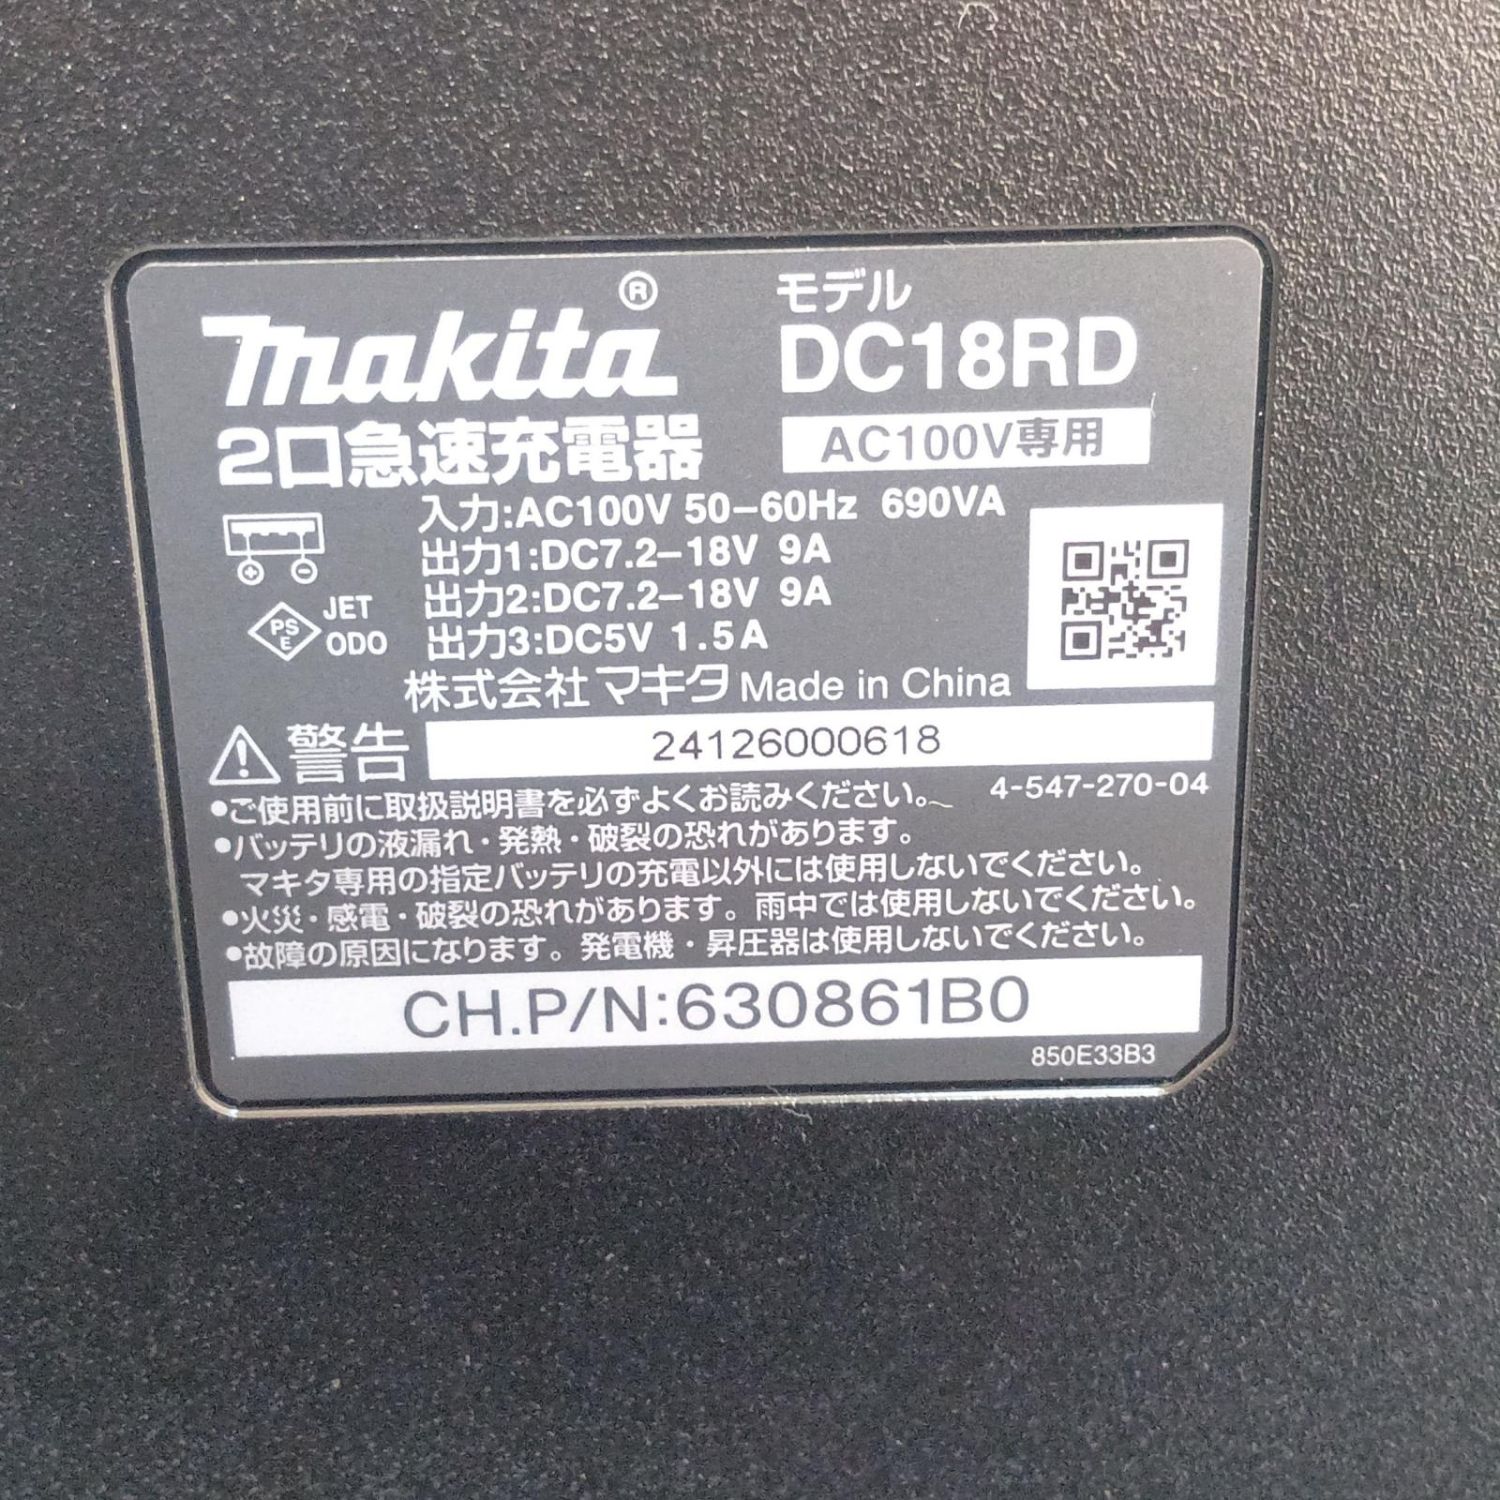 makita®
モデル
DC18RD
2口急速充電器
AC100V専用
入力:AC100V 50–60Hz 690VA
出力1:DC7.2–18V 9A
出力2:DC7.2–18V 9A
出力3:DC5V 1.5A
PS
E
JET
ODO
株式会社マキタ Made in China
警告
24126000618
4-547-270-04
●ご使用前に取扱説明書を必ずよくお読みください。
●バッテリの液漏れ・発熱・破裂の恐れがあります。
マキタ専用の指定バッテリの充電以外には使用しないでください。
●火災・感電・破裂の恐れがあります。雨中では使用しないでください。
●故障の原因になります。発電機・昇圧器は使用しないでください。
CH.P/N:630861B0
850E33B3